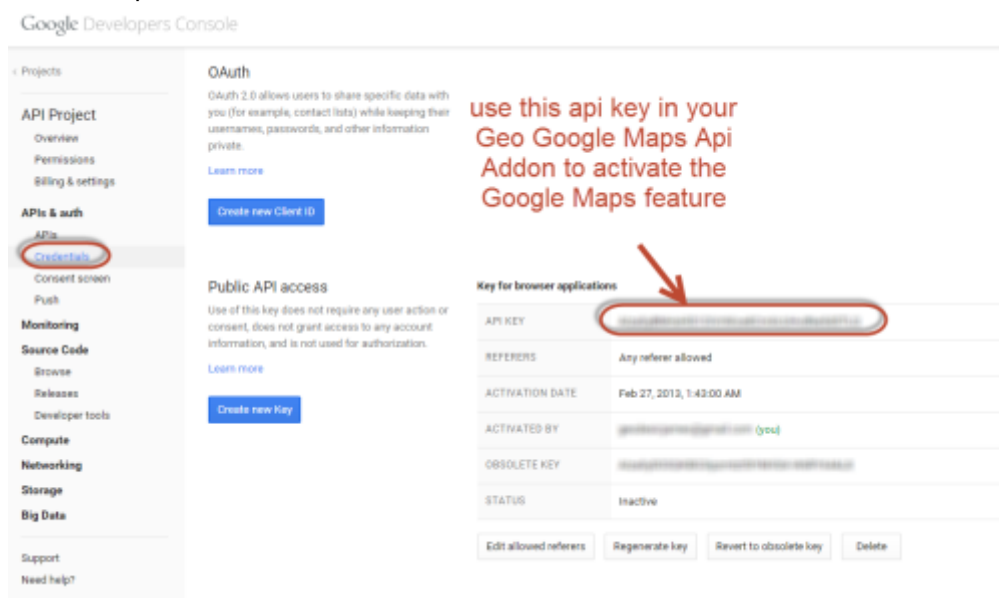 Google Developers Console
‹ Projects
API Project
Overview
Permissions
Billing & settings
APIs & auth
APIs
Credentials
Consent screen
Push
Monitoring
Source Code
Browse
Releases
Developer tools
Compute
Networking
Storage
Big Data
Support
Need help?
OAuth
OAuth 2.0 allows users to share specific data with
you (for example, contact lists) while keeping their
usernames, passwords, and other information
private.
Learn more
Create new Client ID
use this api key in your
Geo Google Maps Api
Addon to activate the
Google Maps feature
Public API access
Use of this key does not require any user action or
consent, does not grant access to any account
information, and is not used for authorization.
Learn more
Create new Key
Key for browser applications
API KEY
REFERERS Any referer allowed
ACTIVATION DATE Feb 27, 2013, 1:43:00 AM
ACTIVATED BY (you)
OBSOLETE KEY
STATUS Inactive
Edit allowed referers Regenerate key Revert to obsolete key Delete